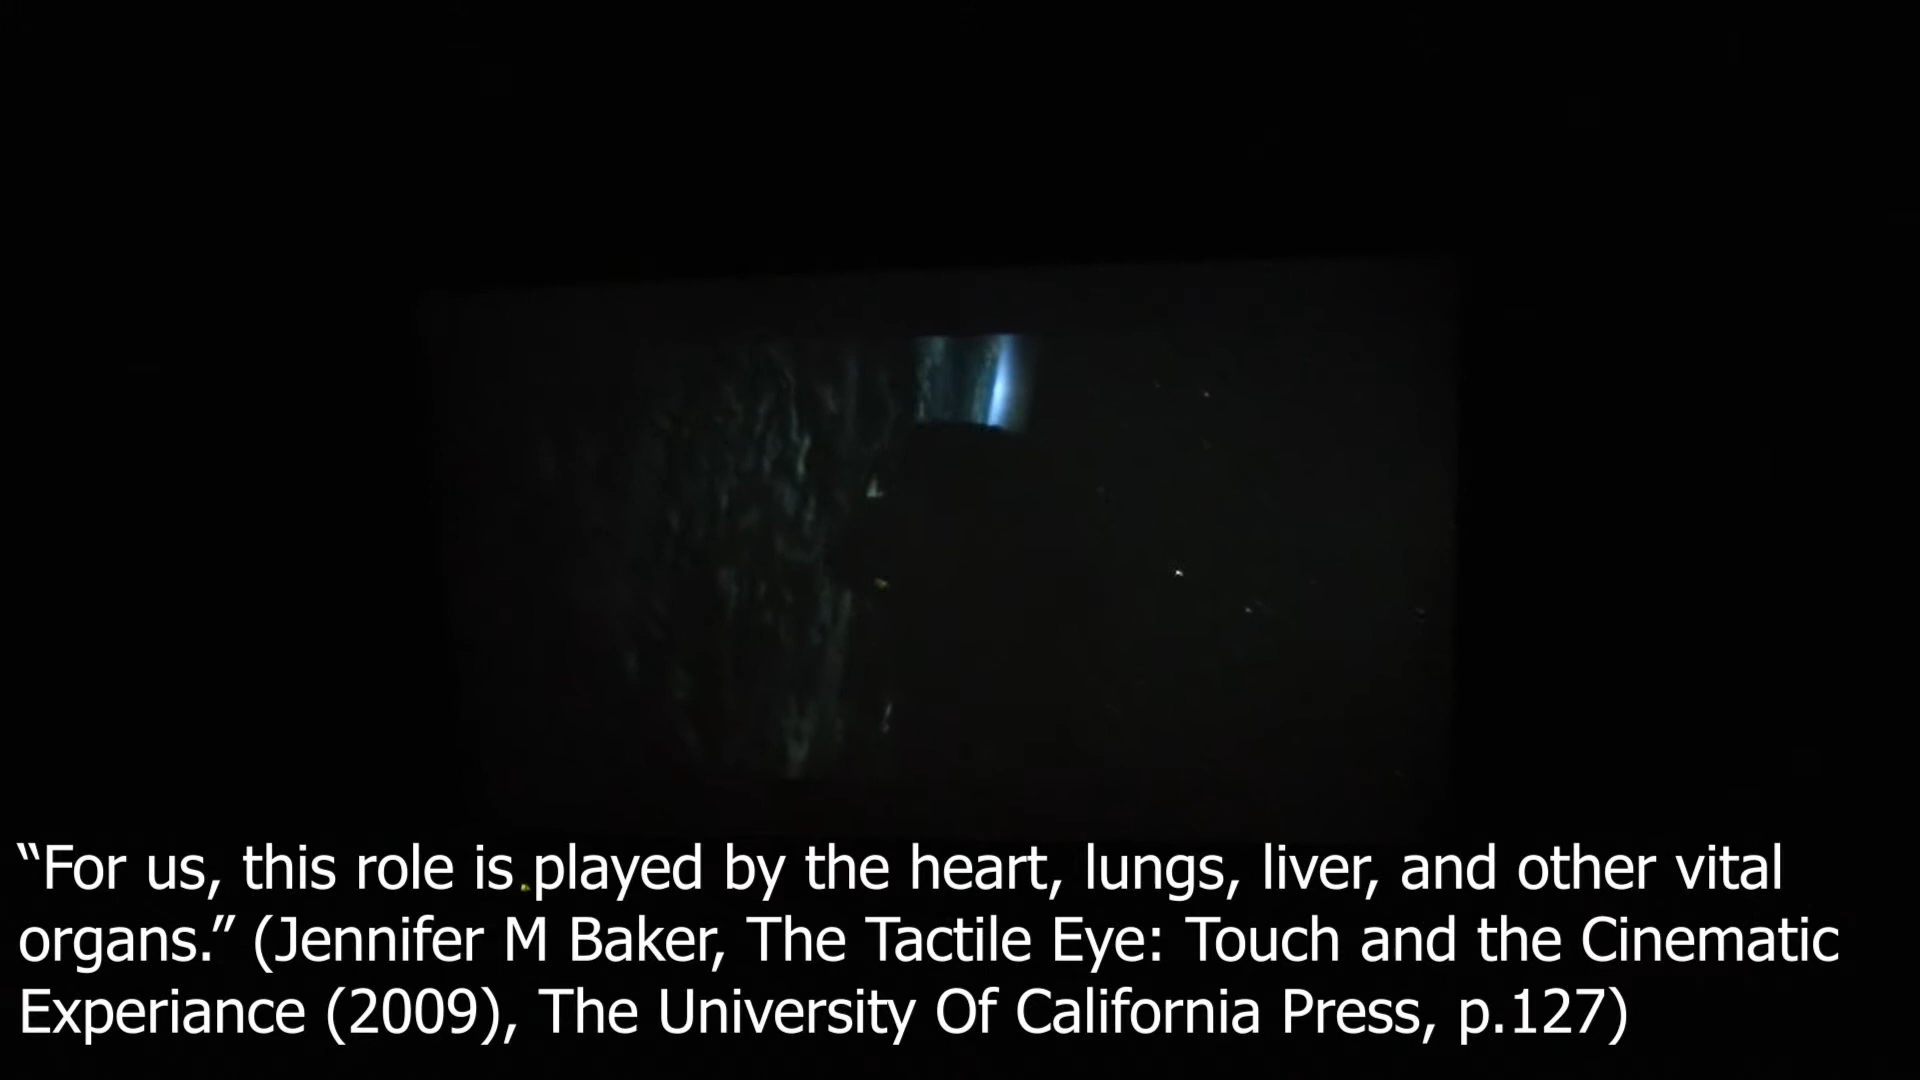 “For us, this role is played by the heart, lungs, liver, and other vital
organs.” (Jennifer M Baker, The Tactile Eye: Touch and the Cinematic
Experiance (2009), The University Of California Press, p.127)